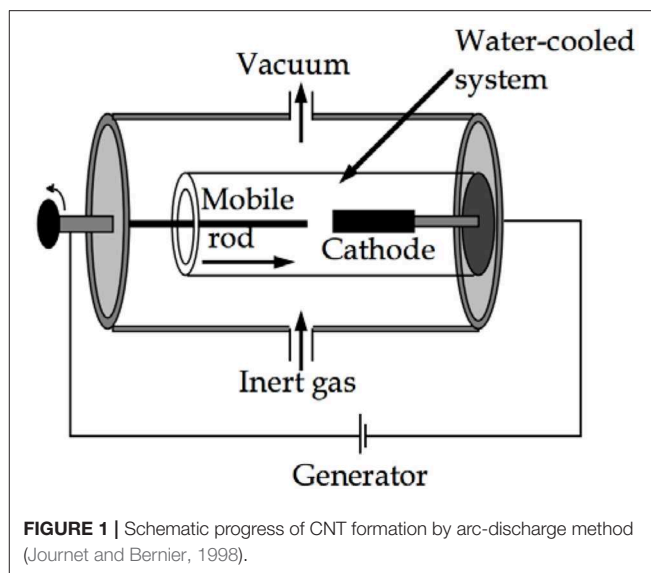 Water-cooled
system
Vacuum
Mobile
rod
Cathode
Inert gas
Generator
FIGURE 1 | Schematic progress of CNT formation by arc-discharge method
(Journet and Bernier, 1998).